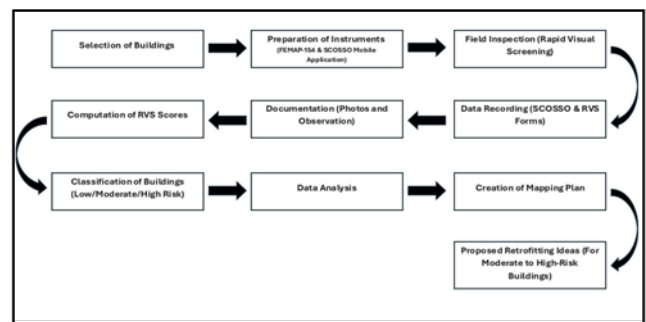 Selection of Buildings
Preparation of Instruments
(FEMAP-154 & SCOSSO Mobile
Application)
Field Inspection (Rapid Visual
Screening)
Data Recording (SCOSSO & RVS
Forms)
Documentation (Photos and
Observation)
Computation of RVS Scores
Classification of Buildings
(Low/Moderate/High Risk)
Data Analysis
Creation of Mapping Plan
Proposed Retrofitting Ideas (For
Moderate to High-Risk
Buildings)